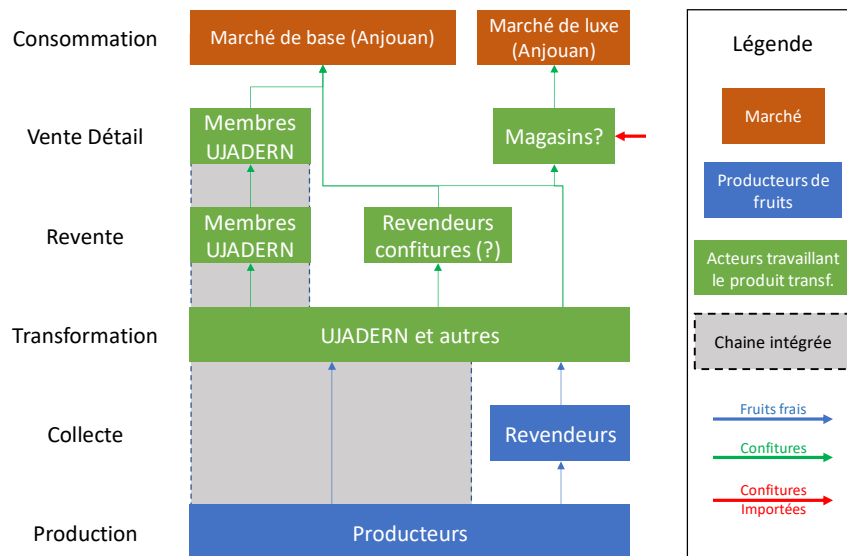 Consommation
Marché de base (Anjouan)
Marché de luxe
(Anjouan)
Vente Détail
Membres
UJADERN
Magasins?
Revente
Membres
UJADERN
Revendeurs
confitures (?)
Transformation
UJADERN et autres
Collecte
Revendeurs
Production
Producteurs
Légende
Marché
Producteurs de
fruits
Acteurs travaillant
le produit transf.
Chaine intégrée
Fruits frais
Confitures
Confitures
Importées